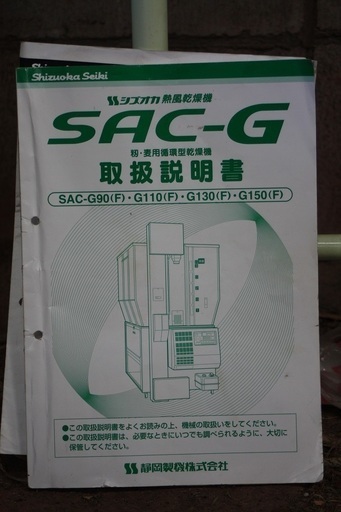 Shizuoka Seiki
シズオカ 熱風乾燥機
SAC-G
籾・麦用循環型乾燥機
取扱説明書
SAC-G90(F)・G110(F)・G130(F)・G150(F)
●この取扱説明書をよくお読みの上、機械の取扱いをしてください。
●この取扱説明書は、必要なときにいつでも調べられるように、大切に
保管してください。
静岡製機株式会社